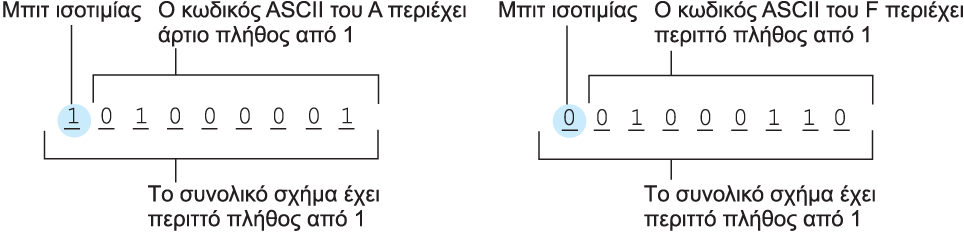 Μπιτ ισοτιμίας Ο κωδικός ASCII του A περιέχει
άρτιο πλήθος από 1
1 0 1 0 0 0 0 0 1
Το συνολικό σχήμα έχει
περιττό πλήθος από 1
Μπιτ ισοτιμίας Ο κωδικός ASCII του F περιέχει
περιττό πλήθος από 1
0 0 1 0 0 0 1 1 0
Το συνολικό σχήμα έχει
περιττό πλήθος από 1